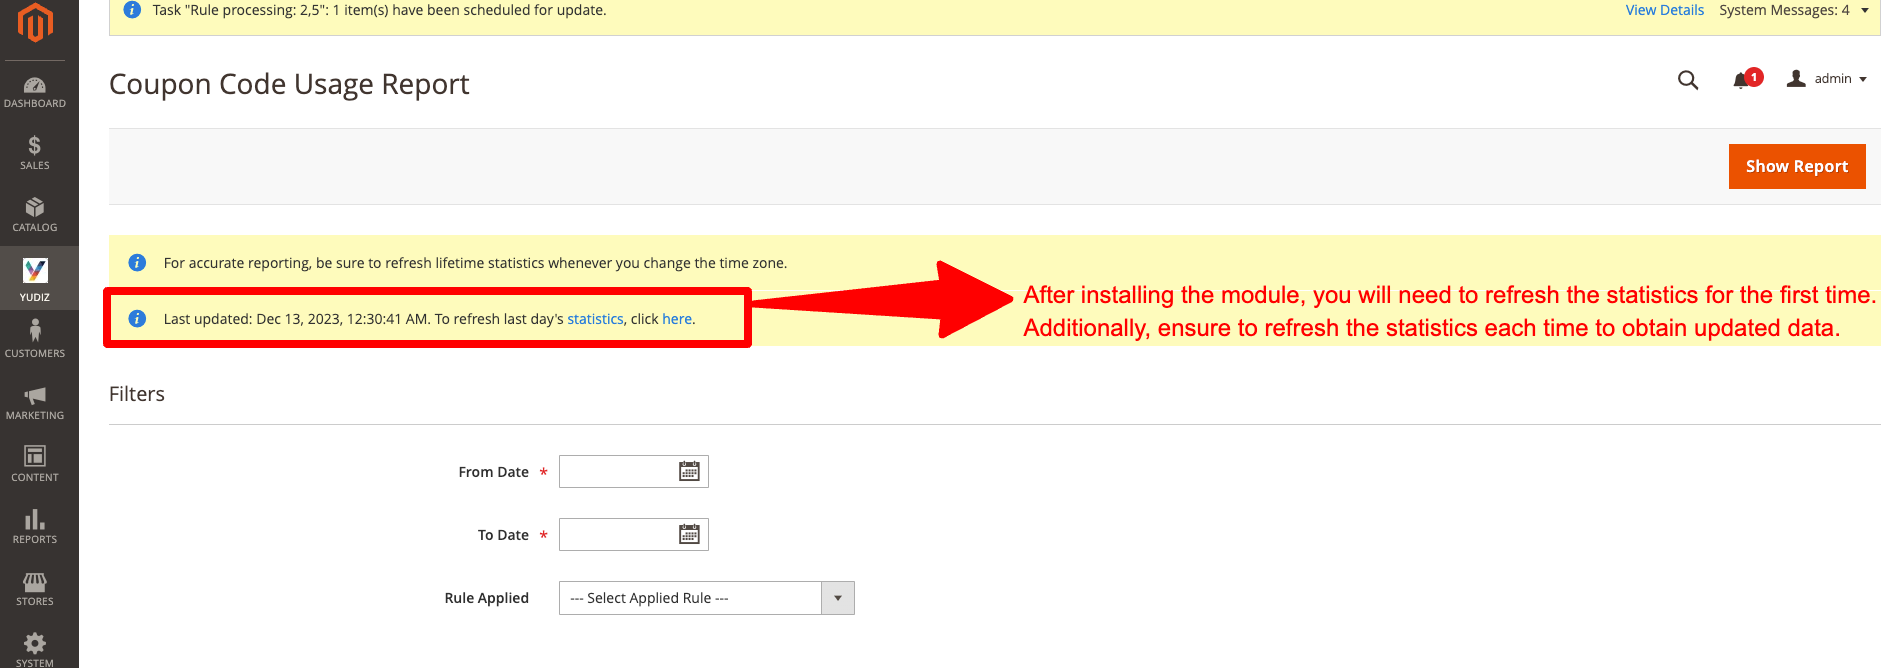 Task "Rule processing: 2,5": 1 item(s) have been scheduled for update.
View Details
System Messages: 4
Coupon Code Usage Report
1
admin
Show Report
DASHBOARD
SALES
CATALOG
YUDIZ
CUSTOMERS
MARKETING
CONTENT
REPORTS
STORES
SYSTEM
For accurate reporting, be sure to refresh lifetime statistics whenever you change the time zone.
Last updated: Dec 13, 2023, 12:30:41 AM. To refresh last day's statistics, click here.
After installing the module, you will need to refresh the statistics for the first time.
Additionally, ensure to refresh the statistics each time to obtain updated data.
Filters
From Date *
To Date *
Rule Applied
--- Select Applied Rule ---